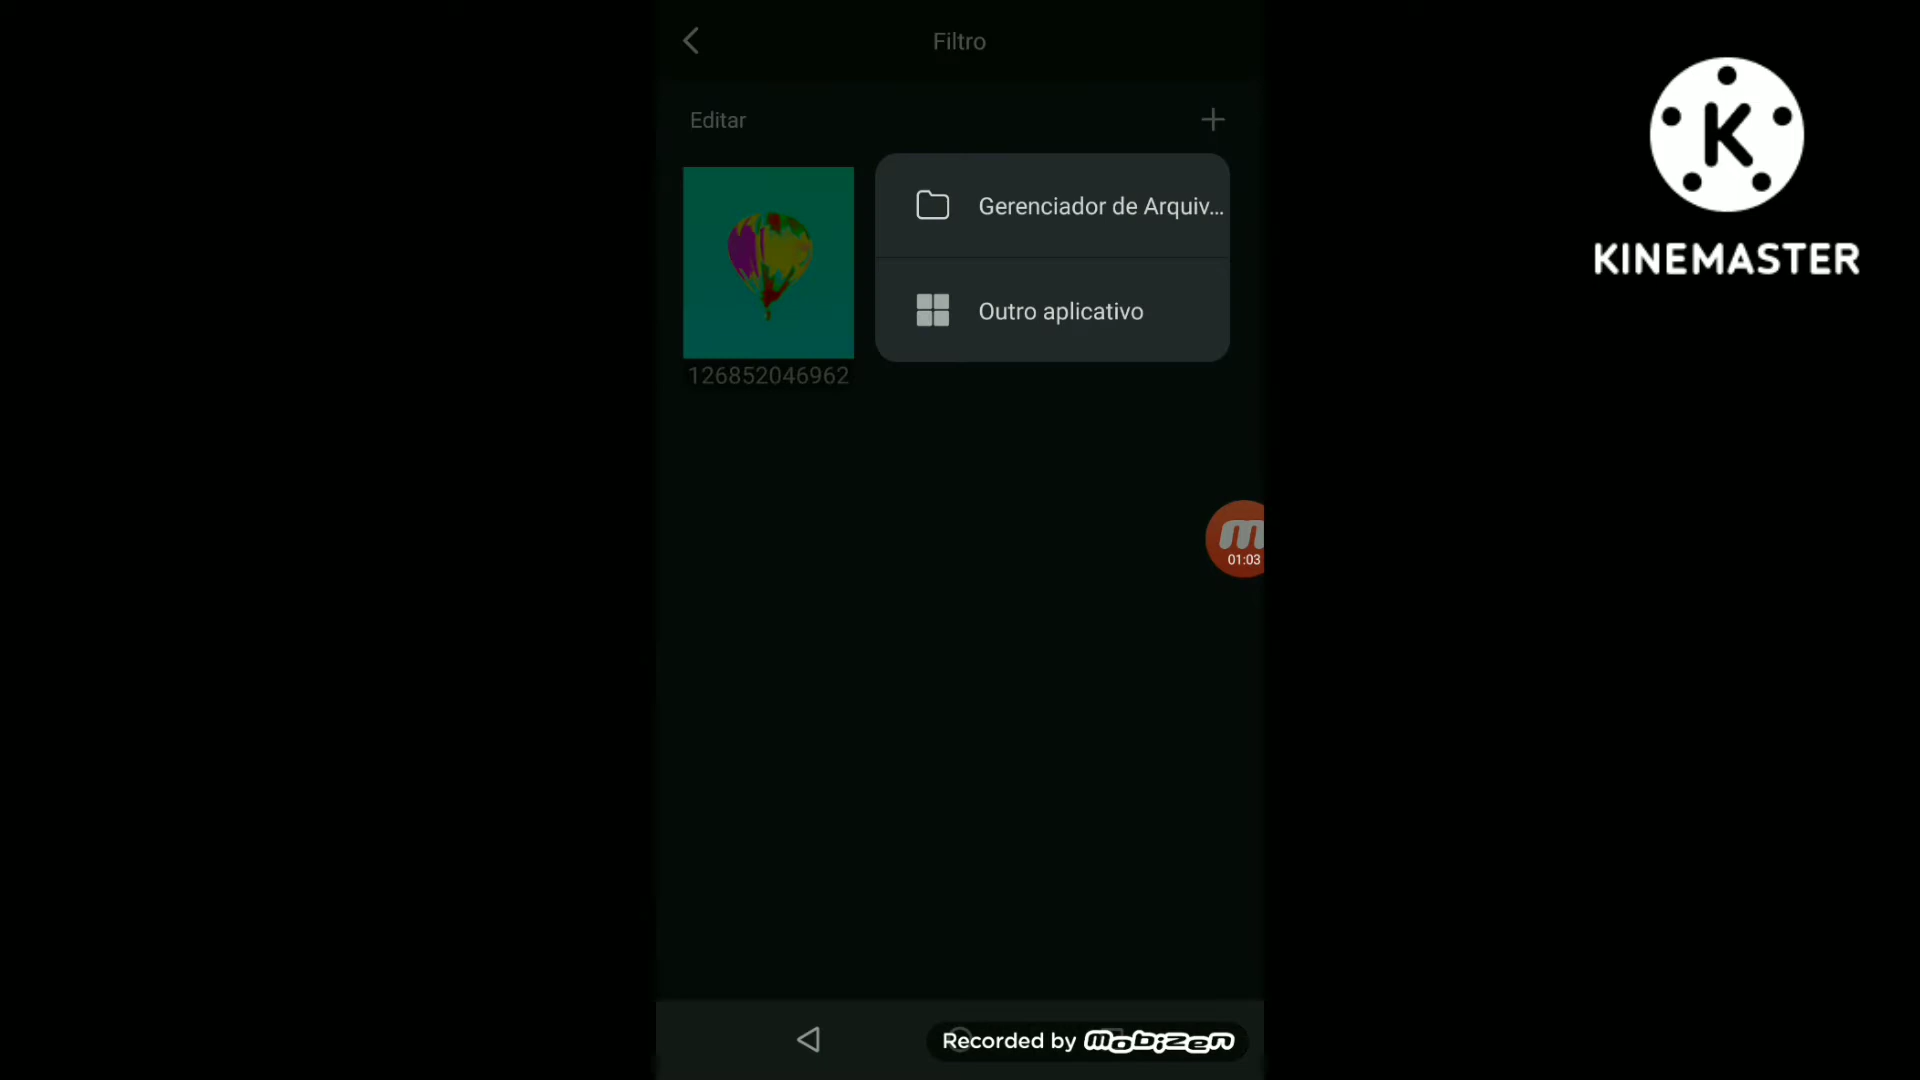 Filtro
Editar
Gerenciador de Arquiv...
Outro aplicativo
126852046962
K
KINEMASTER
m
01:03
Recorded by mobizen